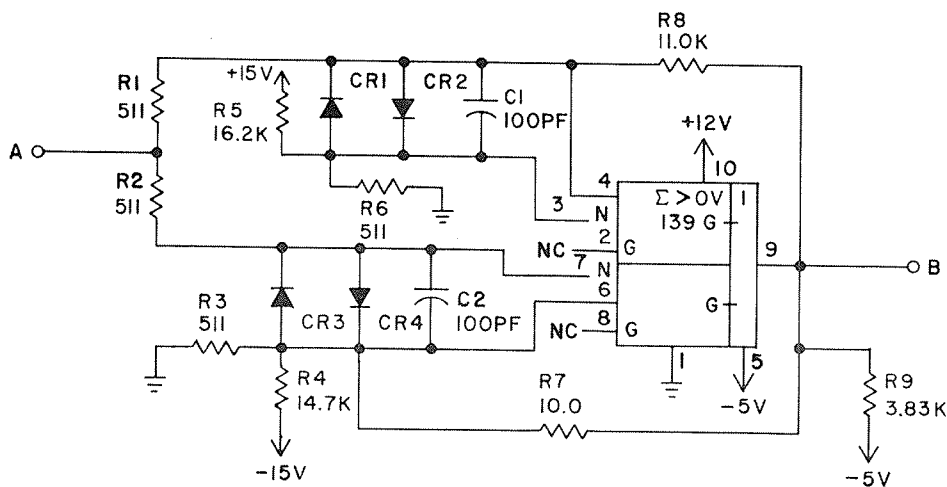 R8
11.0K
+15V
CR1
CR2
R1
511
R5
16.2K
C1
100PF
+12V
A
10
R2
511
4
Σ>0V
1
3
N
139 G
R6
511
2
G
NC
9
B
7
N
6
R3
511
CR3
CR4
C2
100PF
G
8
NC
G
1
5
R4
14.7K
R7
10.0
-5V
R9
3.83K
-15V
-5V